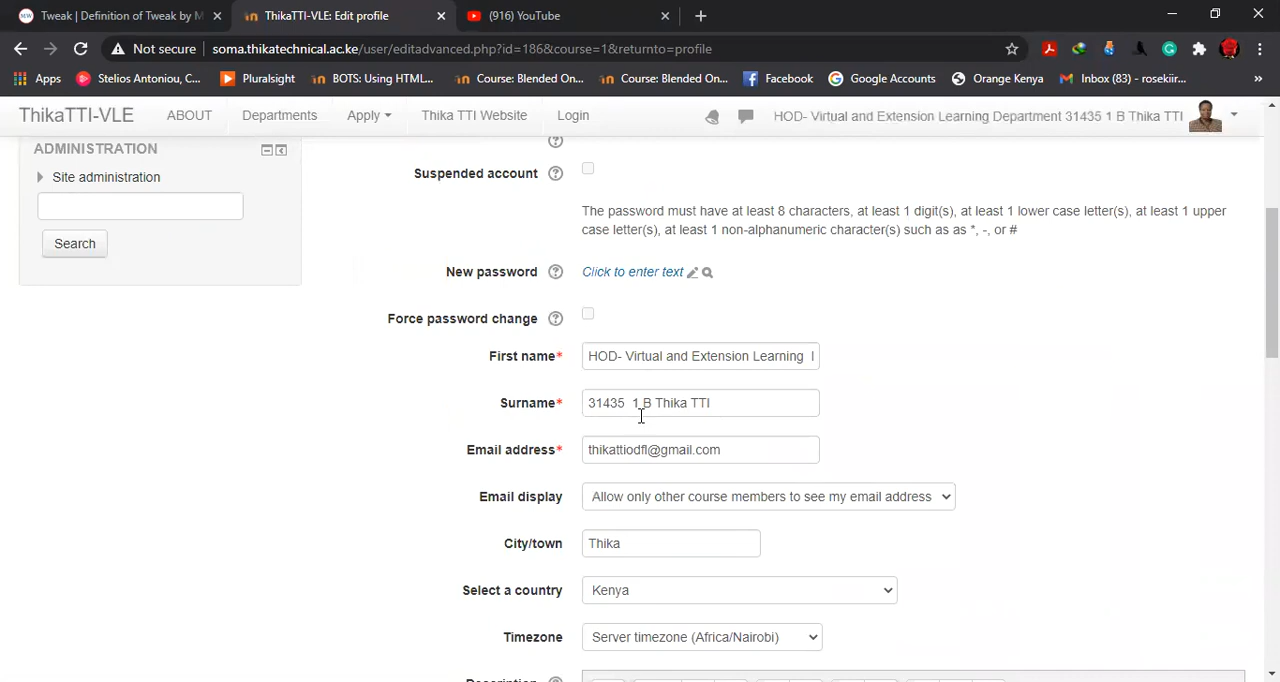 Tweak | Definition of Tweak by M
ThikaTTI-VLE: Edit profile
(916) YouTube
Not secure
soma.thikatechnical.ac.ke/user/editadvanced.php?id=186&course=1&returnto=profile
Apps
Stelios Antoniou, C...
Pluralsight
BOTS: Using HTML...
Course: Blended On...
Course: Blended On...
Facebook
Google Accounts
Orange Kenya
Inbox (83) - rosekiir...
»
ThikaTTI-VLE
ABOUT
Departments
Apply
Thika TTI Website
Login
HOD- Virtual and Extension Learning Department 31435 1 B Thika TTI
ADMINISTRATION
Site administration
Search
Suspended account
The password must have at least 8 characters, at least 1 digit(s), at least 1 lower case letter(s), at least 1 upper
case letter(s), at least 1 non-alphanumeric character(s) such as as *, -, or #
New password
Click to enter text
Force password change
First name*
HOD- Virtual and Extension Learning
Surname*
31435 1 B Thika TTI
Email address*
thikattiodfl@gmail.com
Email display
Allow only other course members to see my email address
City/town
Thika
Select a country
Kenya
Timezone
Server timezone (Africa/Nairobi)